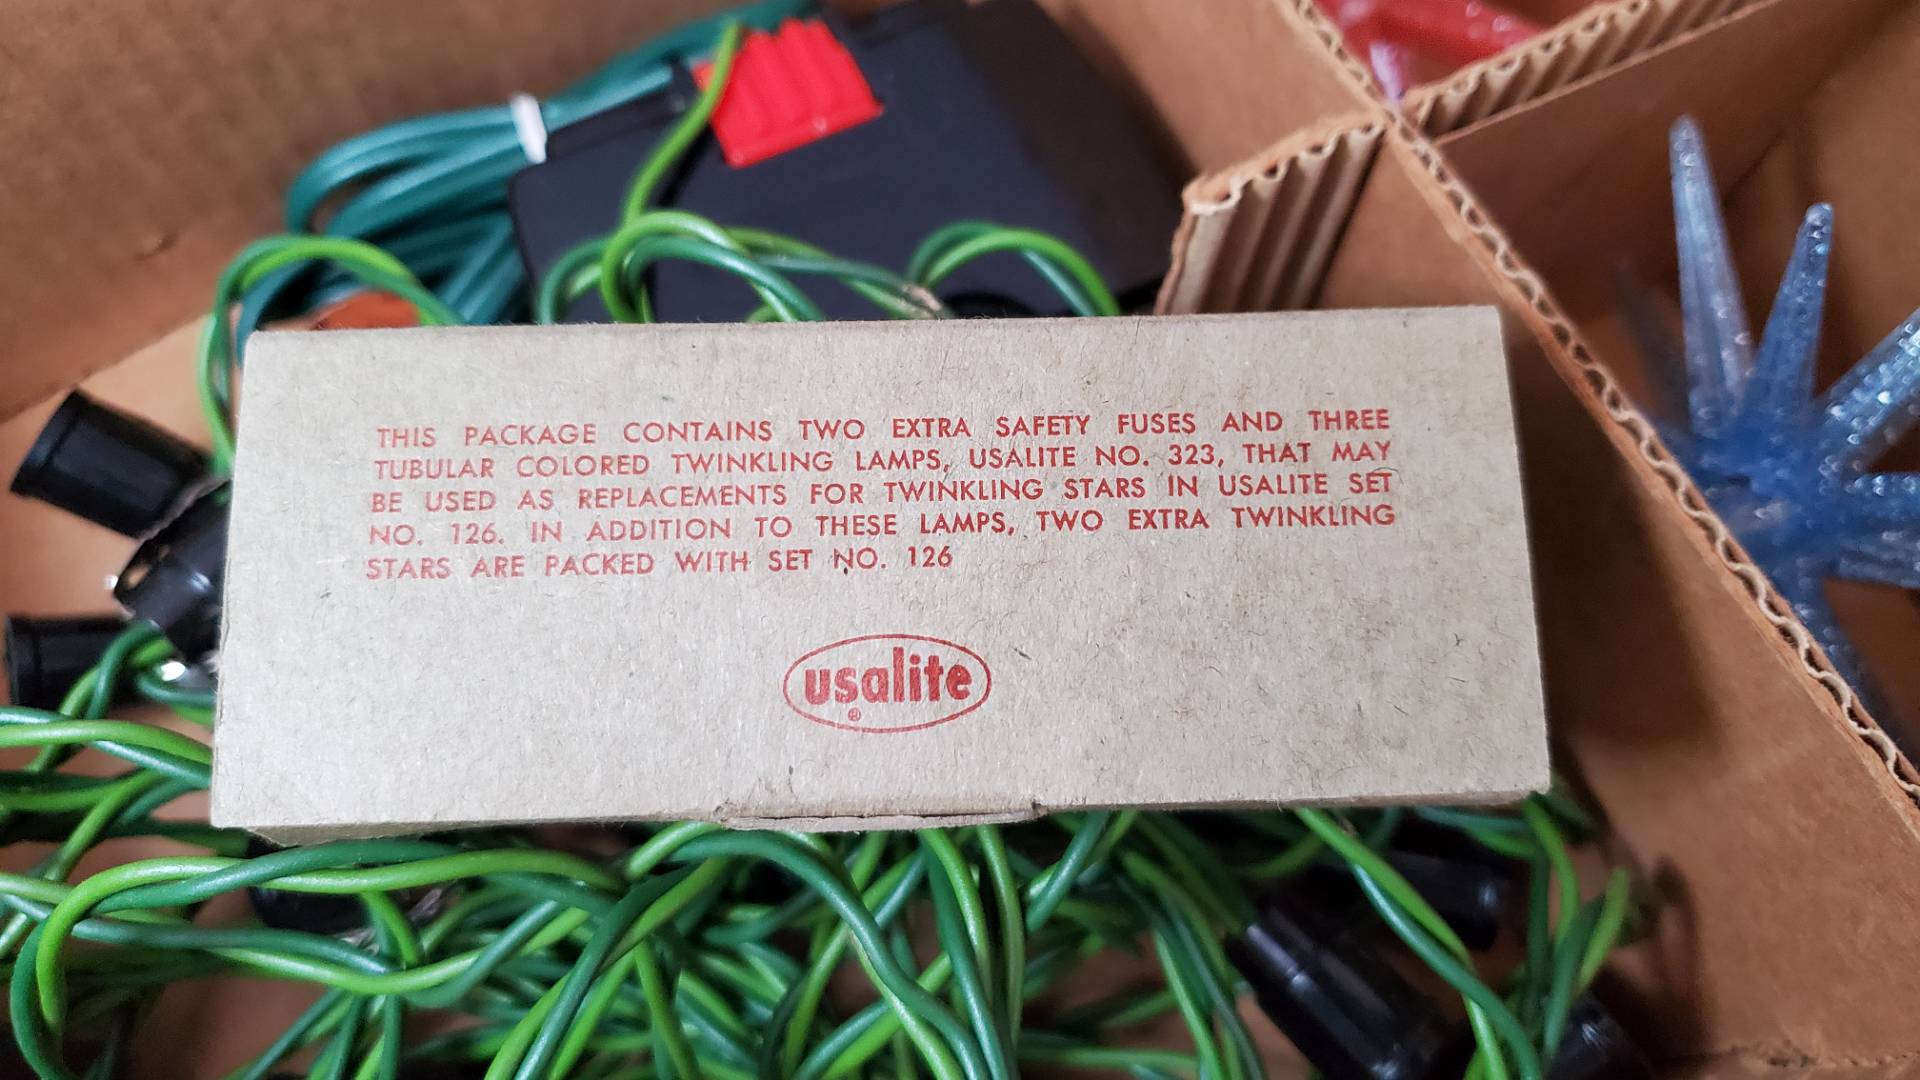 THIS PACKAGE CONTAINS TWO EXTRA SAFETY FUSES AND THREE
TUBULAR COLORED TWINKLING LAMPS, USALITE NO. 323, THAT MAY
BE USED AS REPLACEMENTS FOR TWINKLING STARS IN USALITE SET
NO. 126. IN ADDITION TO THESE LAMPS, TWO EXTRA TWINKLING
STARS ARE PACKED WITH SET NO. 126
usalite
®